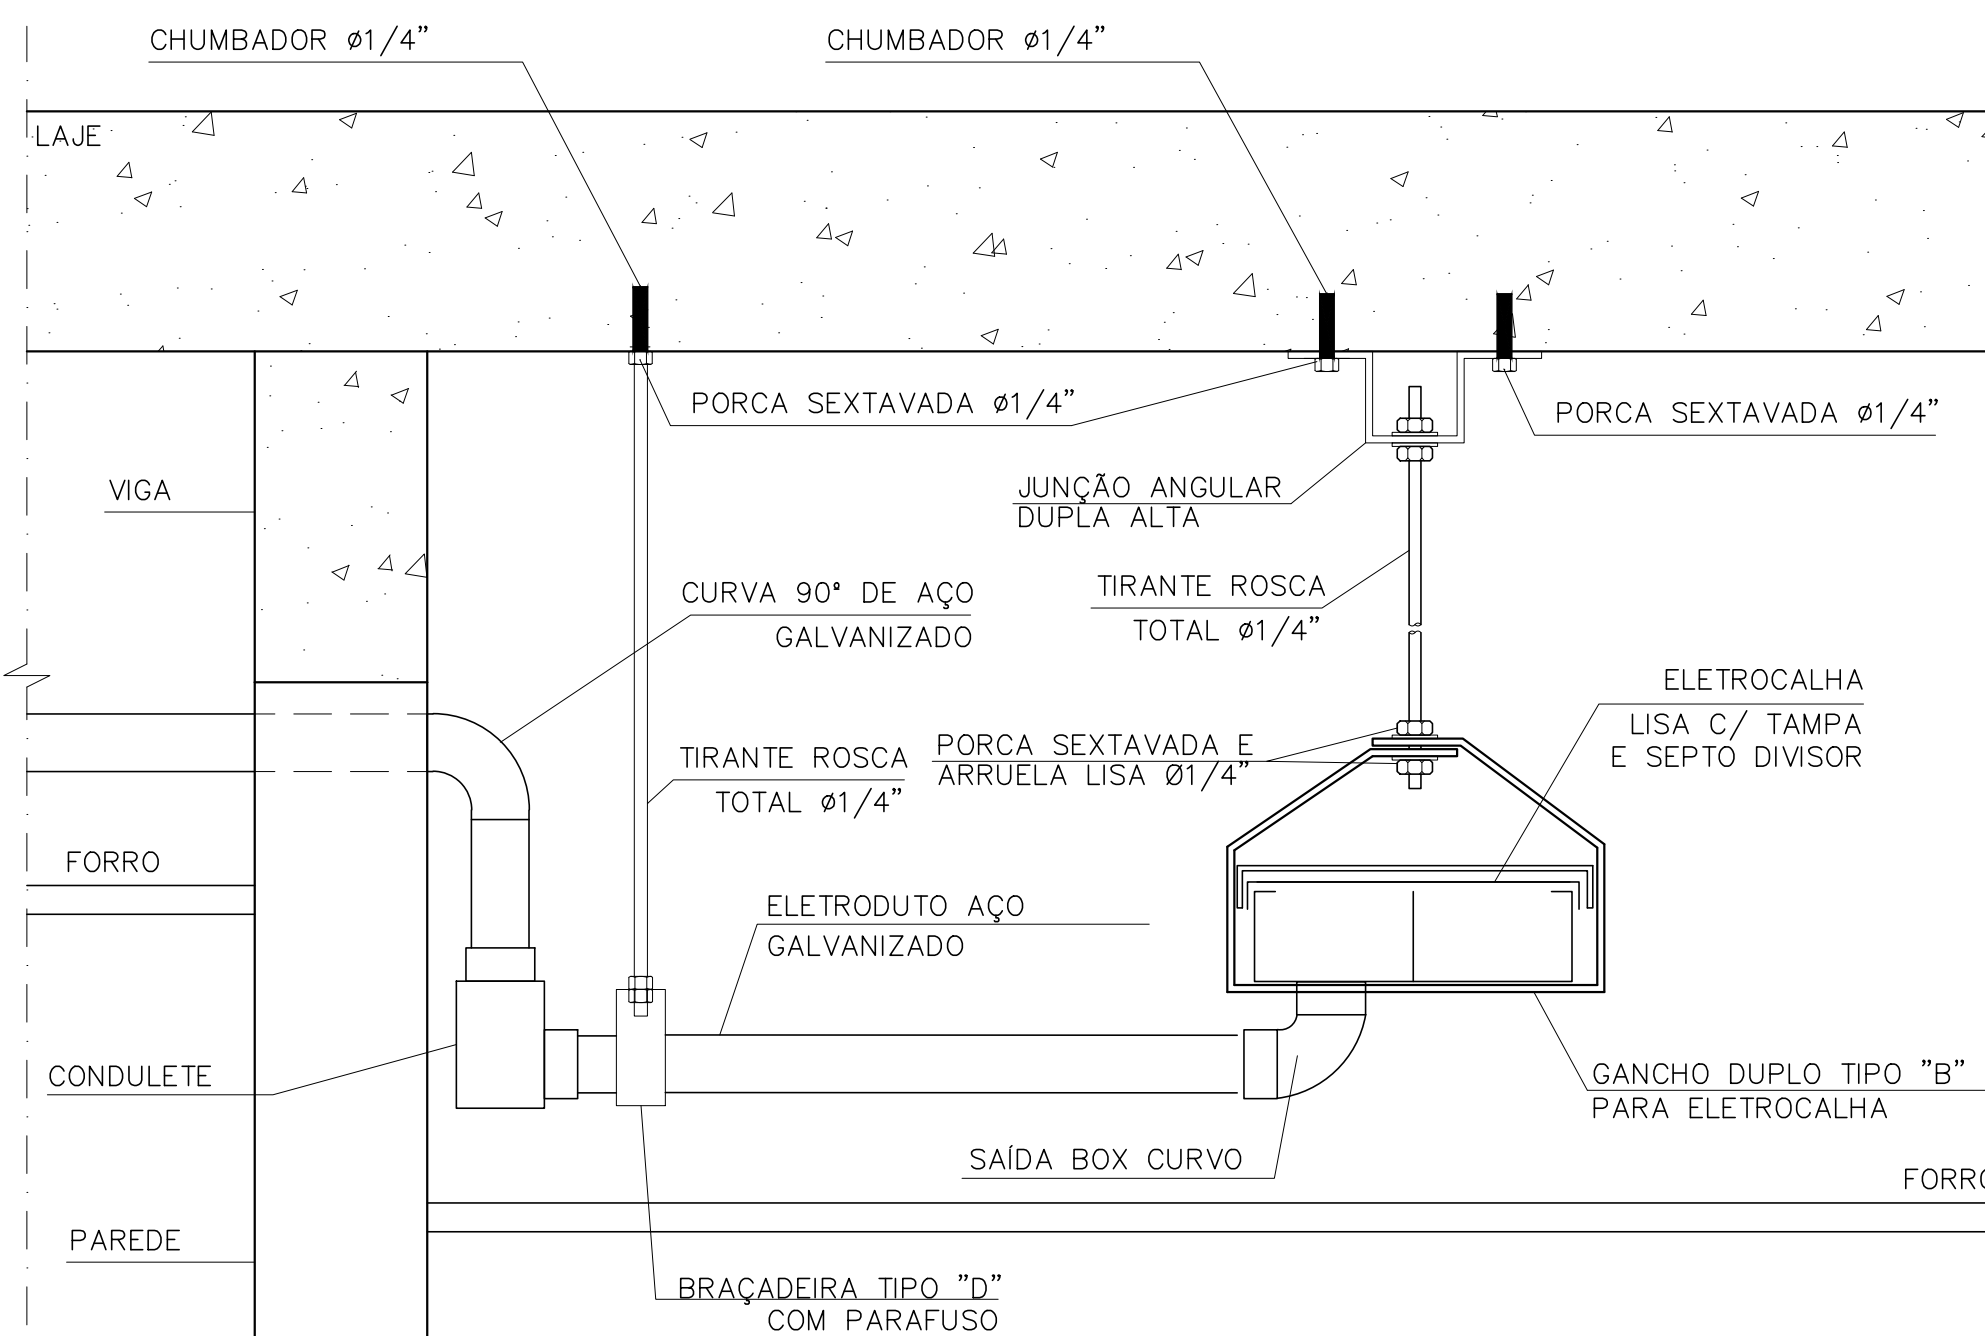 CHUMBADOR ø1/4”
CHUMBADOR ø1/4”
LAJE
PORCA SEXTAVADA ø1/4”
PORCA SEXTAVADA ø1/4”
VIGA
JUNÇÃO ANGULAR
DUPLA ALTA
CURVA 90° DE AÇO
GALVANIZADO
TIRANTE ROSCA
TOTAL ø1/4”
ELETROCALHA
LISA C/ TAMPA
E SEPTO DIVISOR
TIRANTE ROSCA
TOTAL ø1/4”
PORCA SEXTAVADA E
ARRUELA LISA Ø1/4”
FORRO
ELETRODUTO AÇO
GALVANIZADO
CONDULETE
GANCHO DUPLO TIPO ”B”
PARA ELETROCALHA
SAÍDA BOX CURVO
FORRO
PAREDE
BRAÇADEIRA TIPO ”D”
COM PARAFUSO